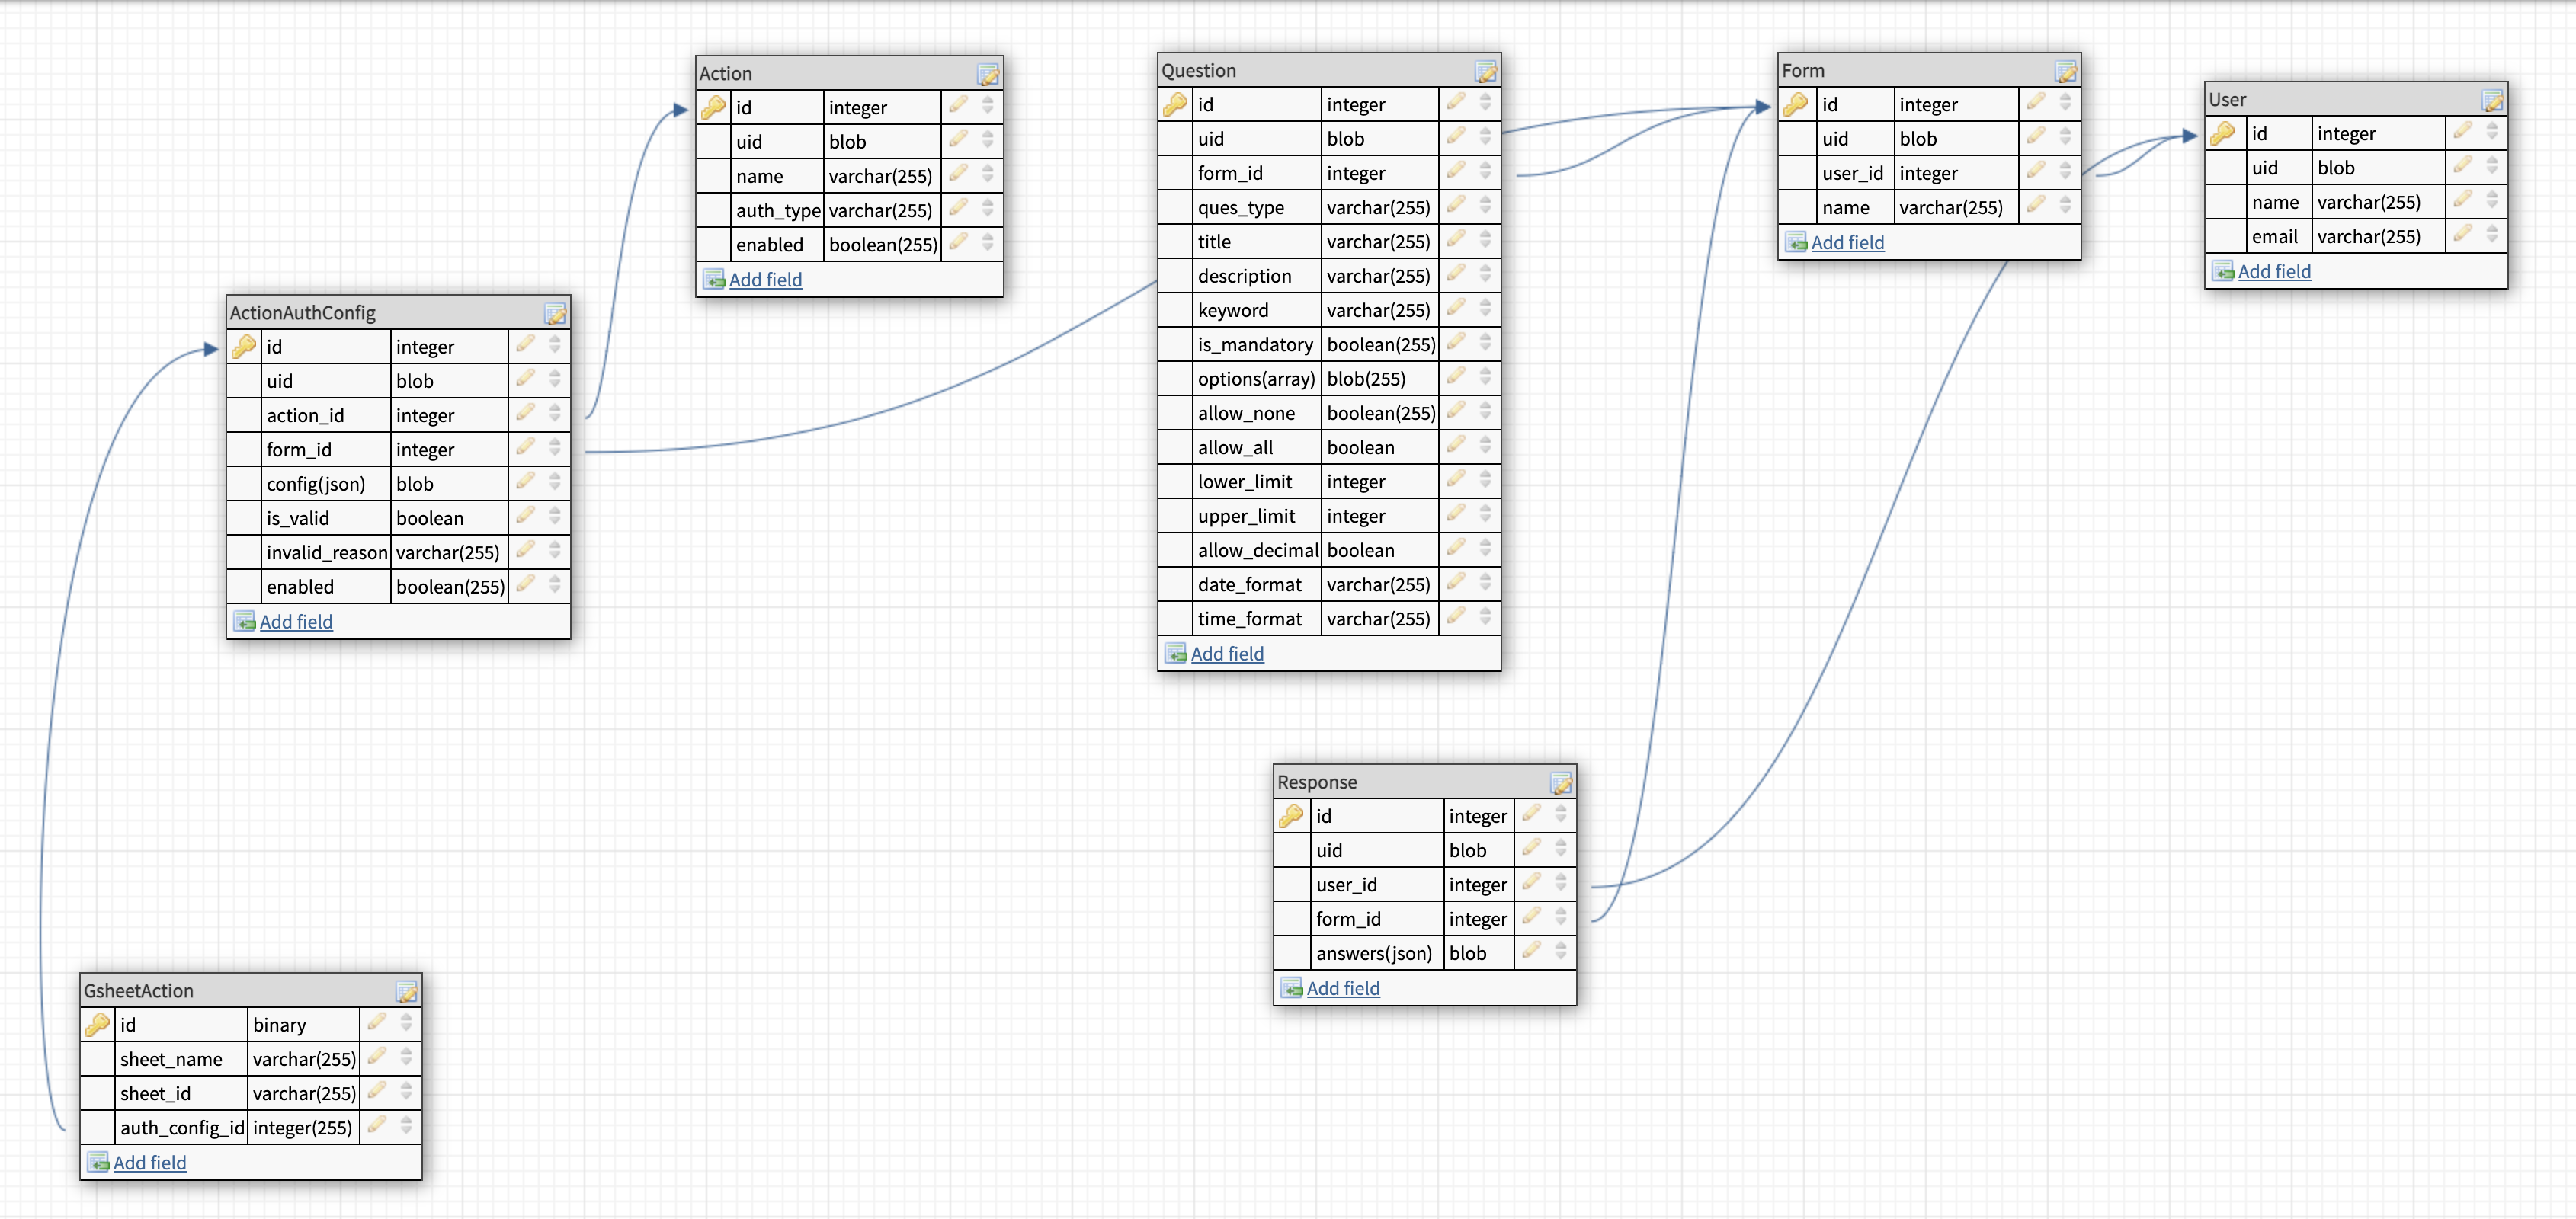 Action
id integer
uid blob
name varchar(255)
auth_type varchar(255)
enabled boolean(255)
Add field
Question
id integer
uid blob
form_id integer
ques_type varchar(255)
title varchar(255)
description varchar(255)
keyword varchar(255)
is_mandatory boolean(255)
options(array) blob(255)
allow_none boolean(255)
allow_all boolean
lower_limit integer
upper_limit integer
allow_decimal boolean
date_format varchar(255)
time_format varchar(255)
Add field
Form
id integer
uid blob
user_id integer
name varchar(255)
Add field
User
id integer
uid blob
name varchar(255)
email varchar(255)
Add field
ActionAuthConfig
id integer
uid blob
action_id integer
form_id integer
config(json) blob
is_valid boolean
invalid_reason varchar(255)
enabled boolean(255)
Add field
Response
id integer
uid blob
user_id integer
form_id integer
answers(json) blob
Add field
GsheetAction
id binary
sheet_name varchar(255)
sheet_id varchar(255)
auth_config_id integer(255)
Add field